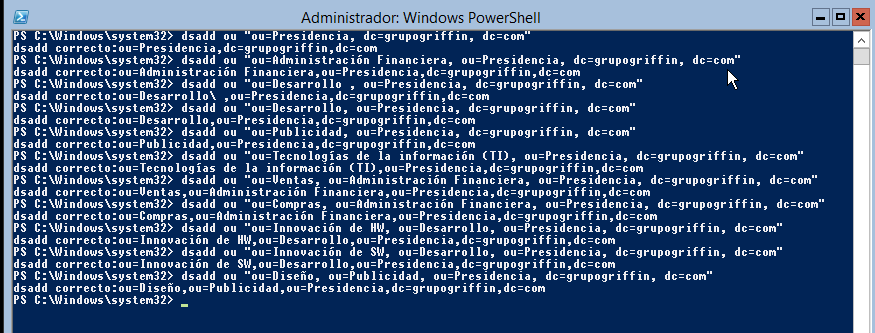 Administrador: Windows PowerShell
PS C:\Windows\system32> dsadd ou "ou=Presidencia, dc=grupogriffin, dc=com"
dsadd correcto:ou=Presidencia,dc=grupogriffin,dc=com
PS C:\Windows\system32> dsadd ou "ou=Administración Financiera, ou=Presidencia, dc=grupogriffin, dc=com"
dsadd correcto:ou=Administración Financiera,ou=Presidencia,dc=grupogriffin,dc=com
PS C:\Windows\system32> dsadd ou "ou=Desarrollo , ou=Presidencia, dc=grupogriffin, dc=com"
dsadd correcto:ou=Desarrollo\ ,ou=Presidencia,dc=grupogriffin,dc=com
PS C:\Windows\system32> dsadd ou "ou=Desarrollo, ou=Presidencia, dc=grupogriffin, dc=com"
dsadd correcto:ou=Desarrollo,ou=Presidencia,dc=grupogriffin,dc=com
PS C:\Windows\system32> dsadd ou "ou=Publicidad, ou=Presidencia, dc=grupogriffin, dc=com"
dsadd correcto:ou=Publicidad,ou=Presidencia,dc=grupogriffin,dc=com
PS C:\Windows\system32> dsadd ou "ou=Tecnologías de la información (TI), ou=Presidencia, dc=grupogriffin, dc=com"
dsadd correcto:ou=Tecnologías de la información (TI),ou=Presidencia,dc=grupogriffin,dc=com
PS C:\Windows\system32> dsadd ou "ou=Ventas, ou=Administración Financiera, ou=Presidencia, dc=grupogriffin, dc=com"
dsadd correcto:ou=Ventas,ou=Administración Financiera,ou=Presidencia,dc=grupogriffin,dc=com
PS C:\Windows\system32> dsadd ou "ou=Compras, ou=Administración Financiera, ou=Presidencia, dc=grupogriffin, dc=com"
dsadd correcto:ou=Compras,ou=Administración Financiera,ou=Presidencia,dc=grupogriffin,dc=com
PS C:\Windows\system32> dsadd ou "ou=Innovación de HW, ou=Desarrollo, ou=Presidencia, dc=grupogriffin, dc=com"
dsadd correcto:ou=Innovación de HW,ou=Desarrollo,ou=Presidencia,dc=grupogriffin,dc=com
PS C:\Windows\system32> dsadd ou "ou=Innovación de SW, ou=Desarrollo, ou=Presidencia, dc=grupogriffin, dc=com"
dsadd correcto:ou=Innovación de SW,ou=Desarrollo,ou=Presidencia,dc=grupogriffin,dc=com
PS C:\Windows\system32> dsadd ou "ou=Diseño, ou=Publicidad, ou=Presidencia, dc=grupogriffin, dc=com"
dsadd correcto:ou=Diseño,ou=Publicidad,ou=Presidencia,dc=grupogriffin,dc=com
PS C:\Windows\system32> _